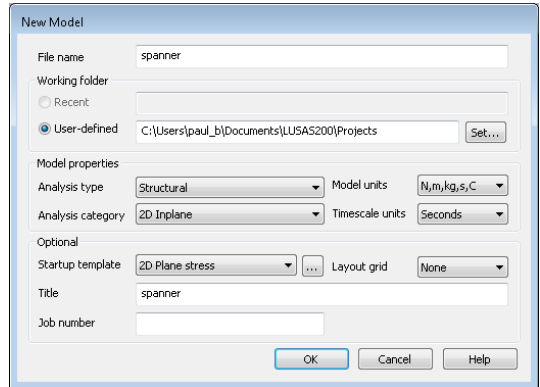 New Model
File name spanner
Working folder
Recent
User-defined C:\Users\paul_b\Documents\LUSAS200\Projects Set...
Model properties
Analysis type Structural Model units N,m,kg,s,C
Analysis category 2D Inplane Timescale units Seconds
Optional
Startup template 2D Plane stress ... Layout grid None
Title spanner
Job number
OK Cancel Help